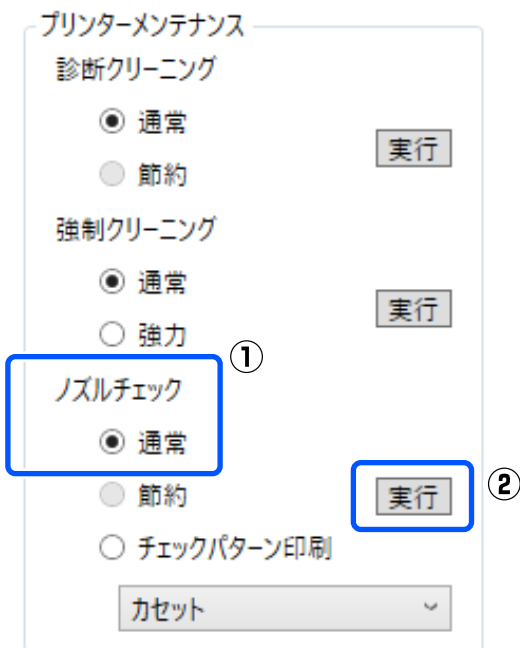 プリンターメンテナンス
診断クリーニング
通常
実行
節約
強制クリーニング
通常
実行
強力
①
ノズルチェック
通常
節約
実行
②
チェックパターン印刷
カセット